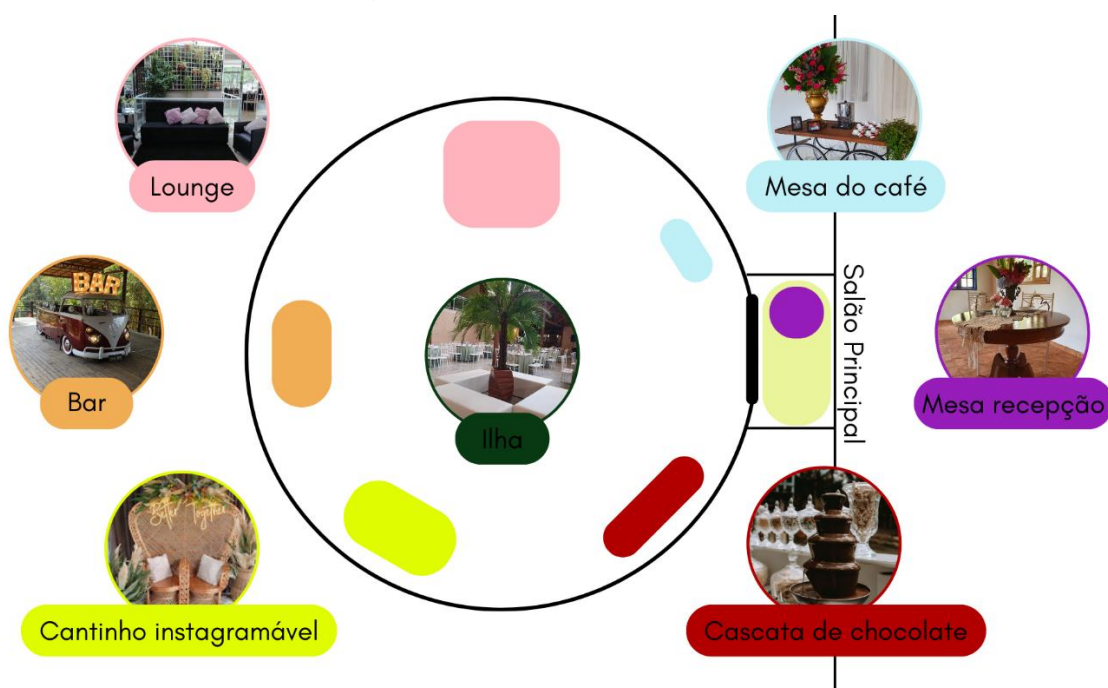 Lounge
Mesa do café
BAR
Bar
Ilha
Salão Principal
Mesa recepção
Better Together
Cantinho instagramável
Cascata de chocolate